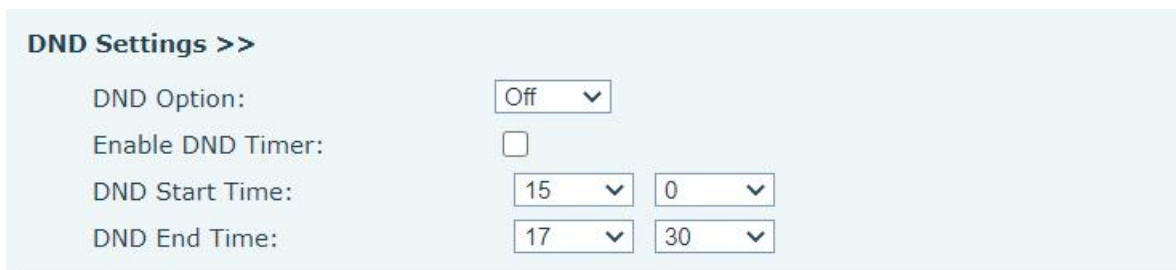 DND Settings >>
DND Option: Off
Enable DND Timer:
DND Start Time: 15 0
DND End Time: 17 30